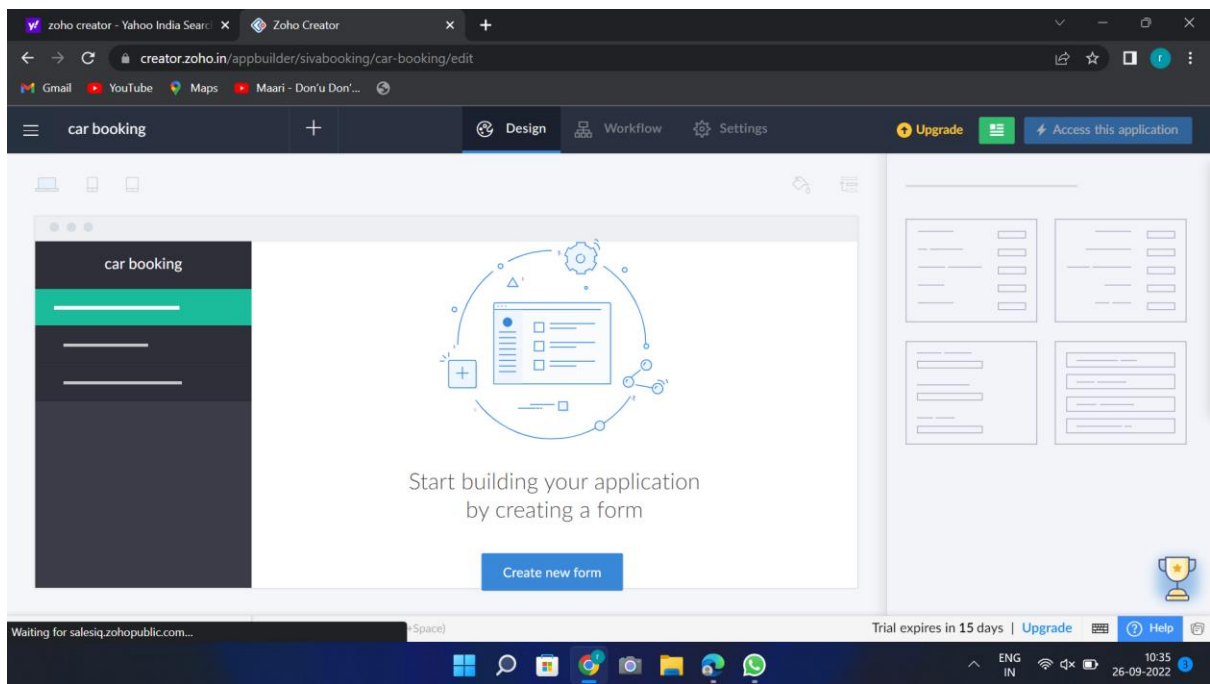 zoho creator - Yahoo India Searc
Zoho Creator
creator.zoho.in/appbuilder/sivabooking/car-booking/edit
Gmail YouTube Maps Maari - Don'u Don'...
car booking
Design Workflow Settings
Upgrade
Access this application
car booking
Start building your application
by creating a form
Create new form
Waiting for salesiq.zohopublic.com...
+Space)
Trial expires in 15 days | Upgrade
Help
ENG
IN
10:35
26-09-2022
3